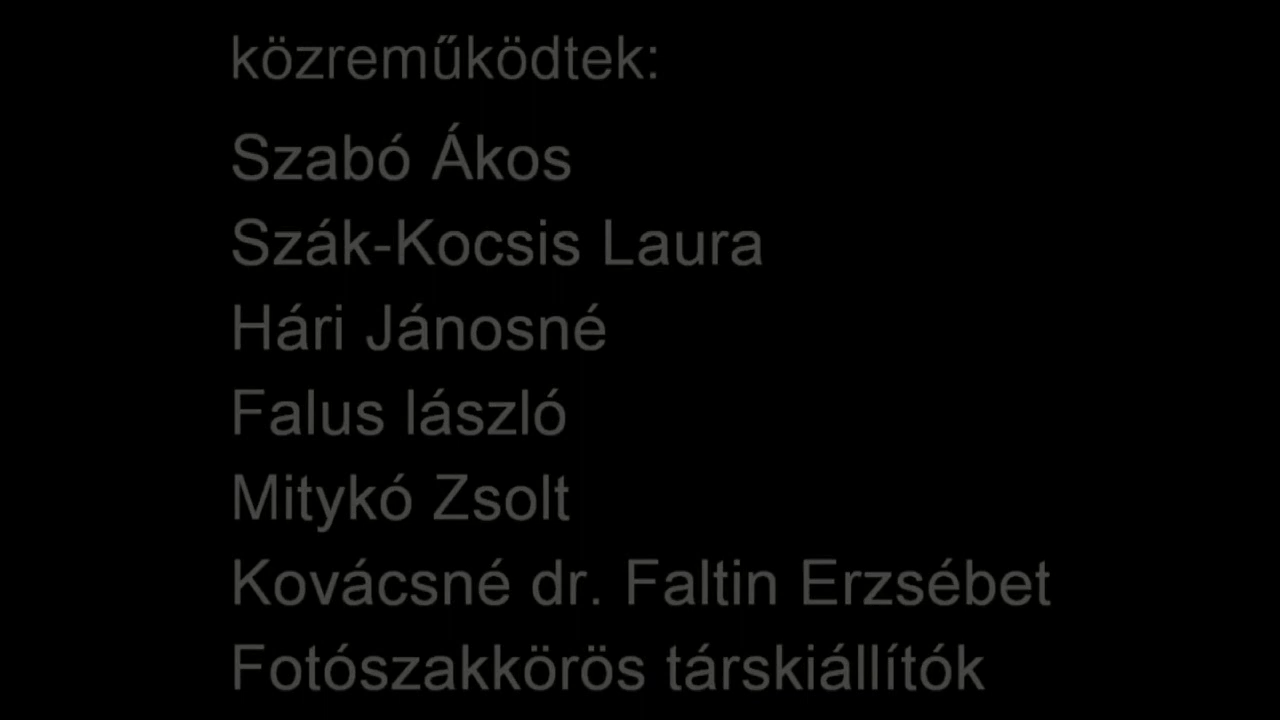 közreműködtek:
Szabó Ákos
Szák-Kocsis Laura
Hári Jánosné
Falus lászló
Mitykó Zsolt
Kovácsné dr. Faltin Erzsébet
Fotószakkörös társkiállítók